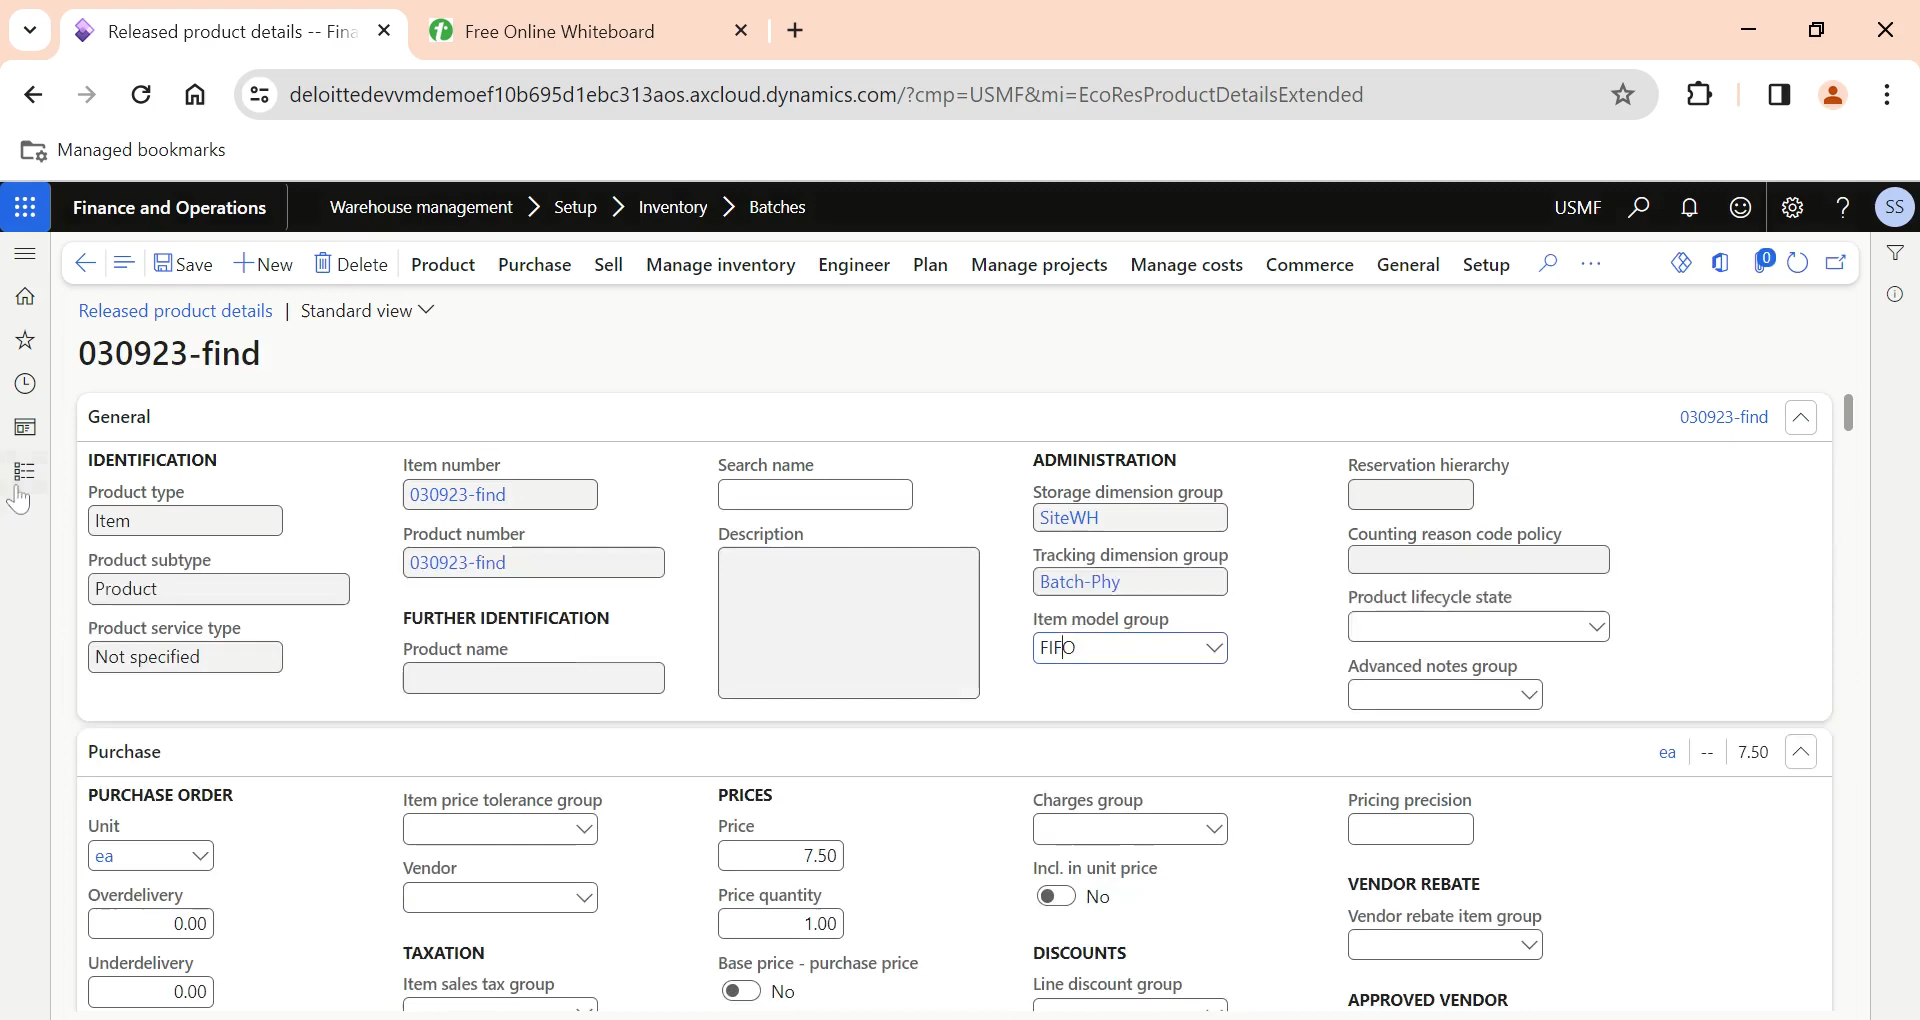 Released product details -- Fina
Free Online Whiteboard
deloittedevvmdemoef10b695d1ebc313aos.axcloud.dynamics.com/?cmp=USMF&mi=EcoResProductDetailsExtended
Managed bookmarks
Finance and Operations
Warehouse management
Setup
Inventory
Batches
USMF
SS
Save
New
Delete
Product
Purchase
Sell
Manage inventory
Engineer
Plan
Manage projects
Manage costs
Commerce
General
Setup
0
Released product details | Standard view
030923-find
General
030923-find
IDENTIFICATION
Product type
Item
Product subtype
Product
Product service type
Not specified
Item number
030923-find
Product number
030923-find
FURTHER IDENTIFICATION
Product name
Search name
Description
ADMINISTRATION
Storage dimension group
SiteWH
Tracking dimension group
Batch-Phy
Item model group
FIFO
Reservation hierarchy
Counting reason code policy
Product lifecycle state
Advanced notes group
Purchase
ea
--
7.50
PURCHASE ORDER
Unit
ea
Overdelivery
0.00
Underdelivery
0.00
Item price tolerance group
Vendor
TAXATION
Item sales tax group
PRICES
Price
7.50
Price quantity
1.00
Base price - purchase price
No
Charges group
Incl. in unit price
No
DISCOUNTS
Line discount group
Pricing precision
VENDOR REBATE
Vendor rebate item group
APPROVED VENDOR